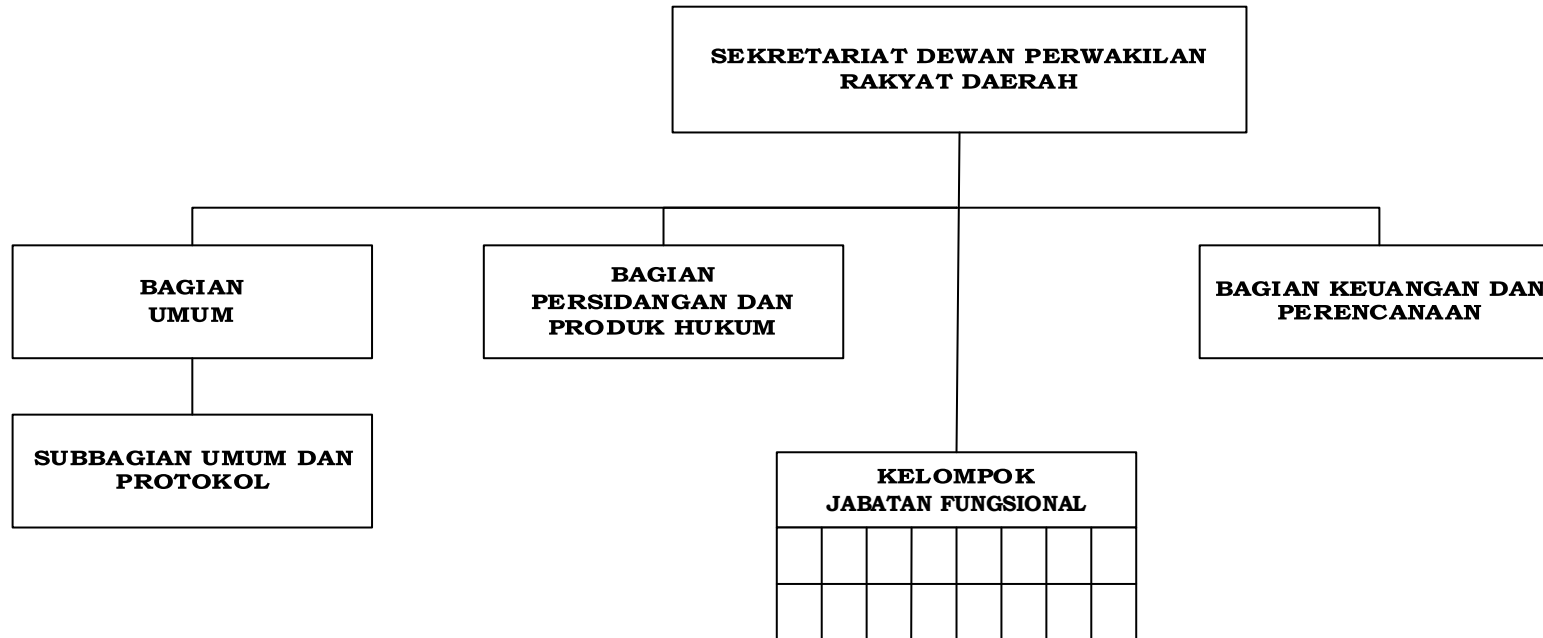 SEKRETARIAT DEWAN PERWAKILAN
RAKYAT DAERAH
BAGIAN
UMUM
BAGIAN
PERSIDANGAN DAN
PRODUK HUKUM
BAGIAN KEUANGAN DAN
PERENCANAAN
SUBBAGIAN UMUM DAN
PROTOKOL
KELOMPOK
JABATAN FUNGSIONAL